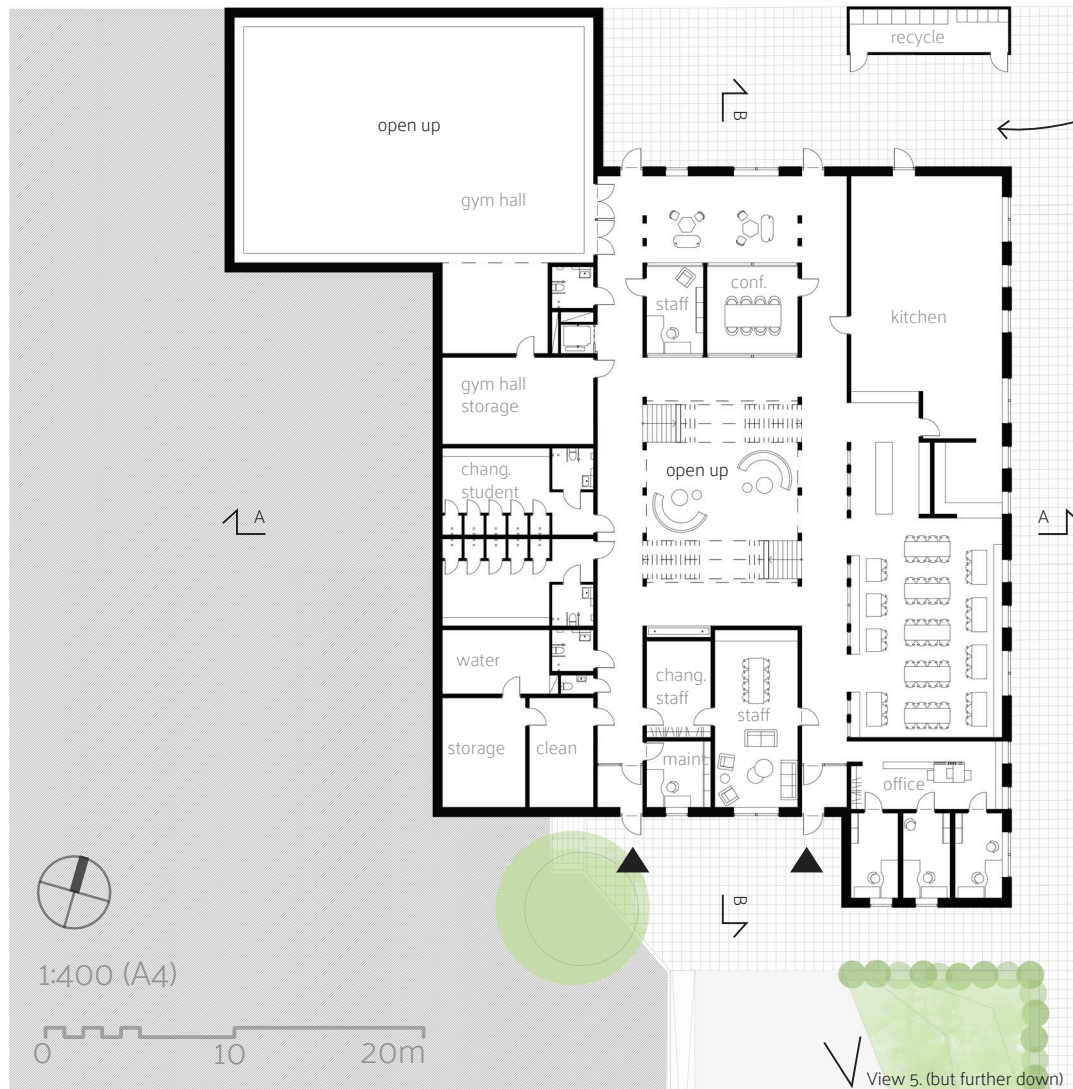 recycle
B
open up
gym hall
staff
conf.
kitchen
gym hall
storage
chang.
student
open up
A
A
water
chang.
staff
staff
storage
clean
maint.
office
B
1:400 (A4)
0
10
20m
View 5. (but further down)